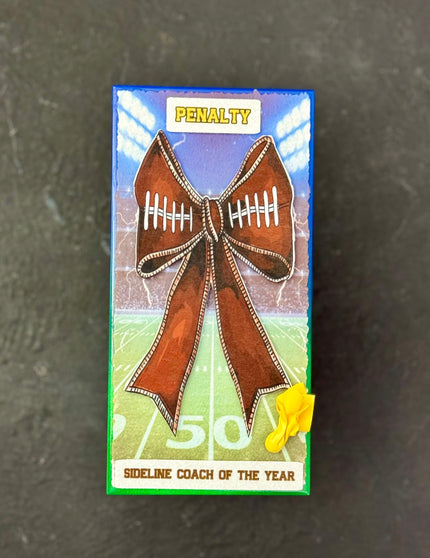 PENALTY
50
SIDELINE COACH OF THE YEAR